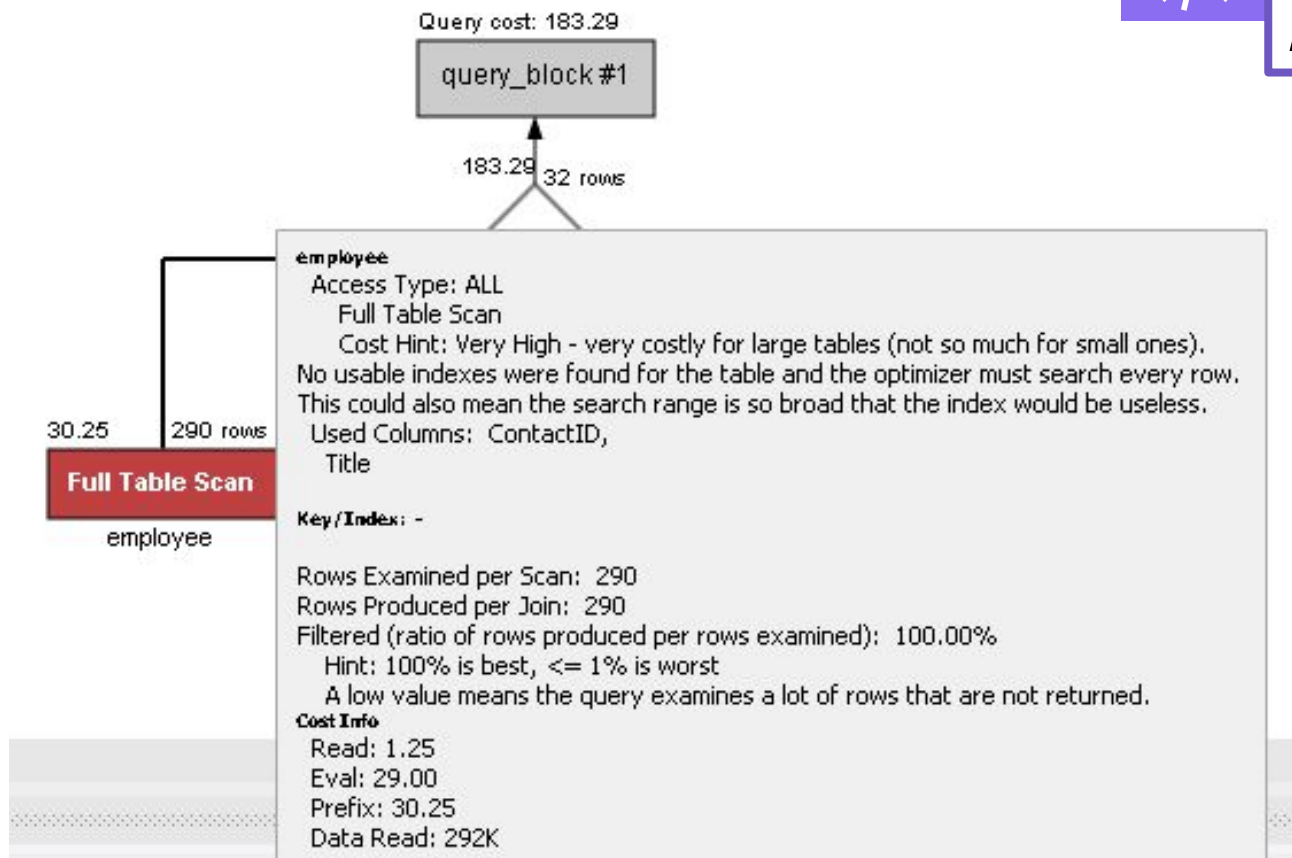 Query cost: 183.29
query_block #1
183.29
32 rows
employee
Access Type: ALL
Full Table Scan
Cost Hint: Very High - very costly for large tables (not so much for small ones).
No usable indexes were found for the table and the optimizer must search every row.
This could also mean the search range is so broad that the index would be useless.
Used Columns: ContactID,
Title
Key/Index: -
Rows Examined per Scan: 290
Rows Produced per Join: 290
Filtered (ratio of rows produced per rows examined): 100.00%
Hint: 100% is best, <= 1% is worst
A low value means the query examines a lot of rows that are not returned.
Cost Info
Read: 1.25
Eval: 29.00
Prefix: 30.25
Data Read: 292K
30.25
290 rows
Full Table Scan
employee